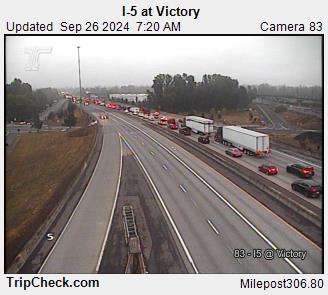 I-5 at Victory
Updated Sep 26 2024 7:20 AM Camera 83
S
83 - I5 @ Victory
TripCheck.com Milepost306.80